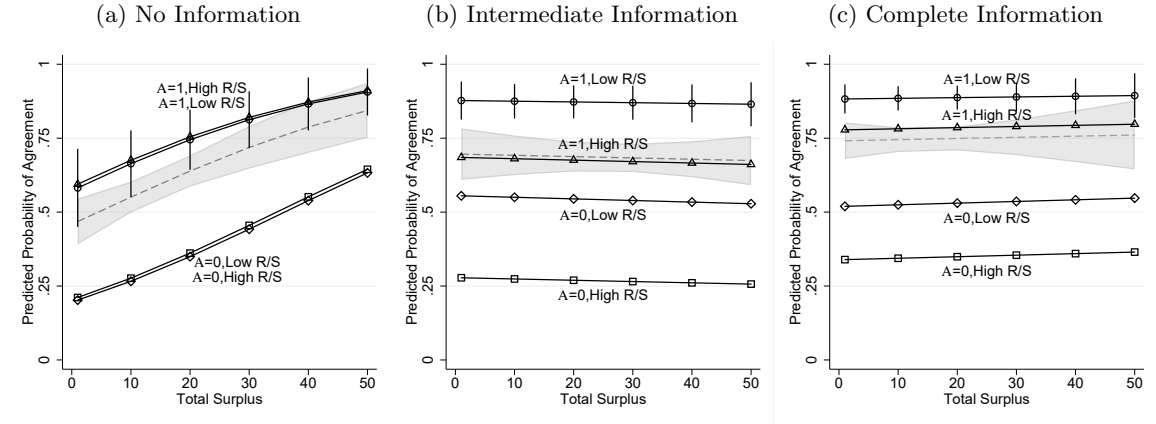 (a) No Information
Predicted Probability of Agreement
1
.75
.5
.25
0
A=1,High R/S
A=1,Low R/S
A=0,Low R/S
A=0,High R/S
0 10 20 30 40 50
Total Surplus
(b) Intermediate Information
Predicted Probability of Agreement
1
.75
.5
.25
0
A=1,Low R/S
A=1,High R/S
A=0,Low R/S
A=0,High R/S
0 10 20 30 40 50
Total Surplus
(c) Complete Information
Predicted Probability of Agreement
1
.75
.5
.25
0
A=1,Low R/S
A=1,High R/S
A=0,Low R/S
A=0,High R/S
0 10 20 30 40 50
Total Surplus